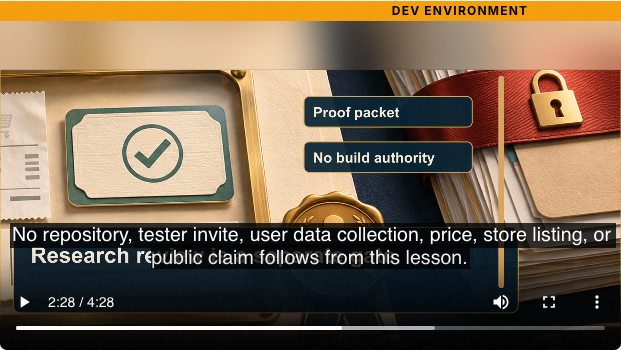 DEV ENVIRONMENT
Proof packet
No build authority
No repository, tester invite, user data collection, price, store listing, or
public claim follows from this lesson.
Research
2:28 / 4:28